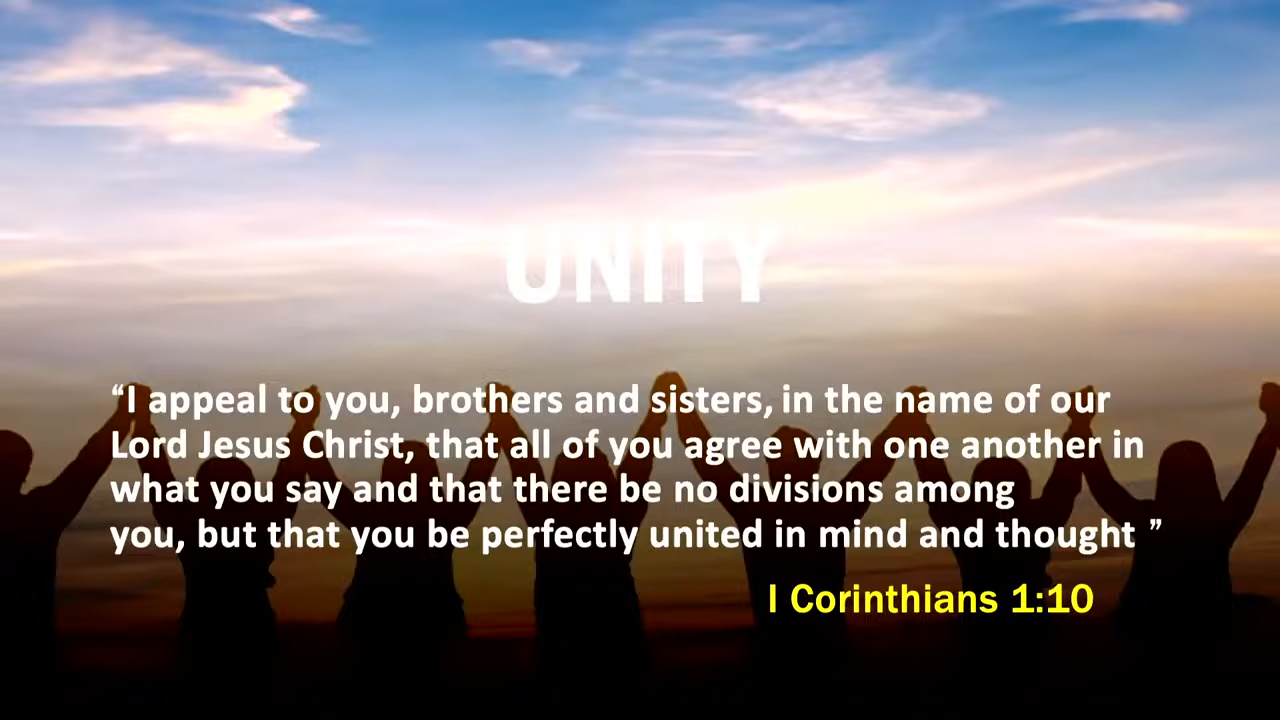 UNITY
“I appeal to you, brothers and sisters, in the name of our
Lord Jesus Christ, that all of you agree with one another in
what you say and that there be no divisions among
you, but that you be perfectly united in mind and thought ”
I Corinthians 1:10